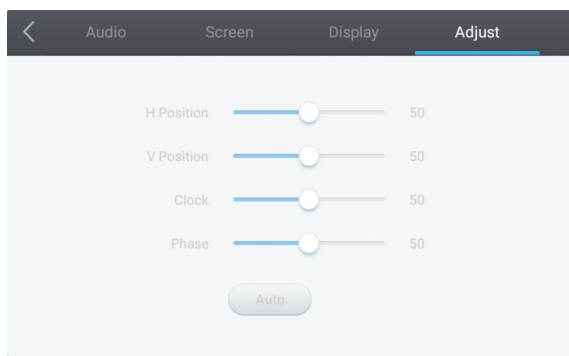 Audio Screen Display Adjust
H Position 50
V Position 50
Clock 50
Phase 50
Auto